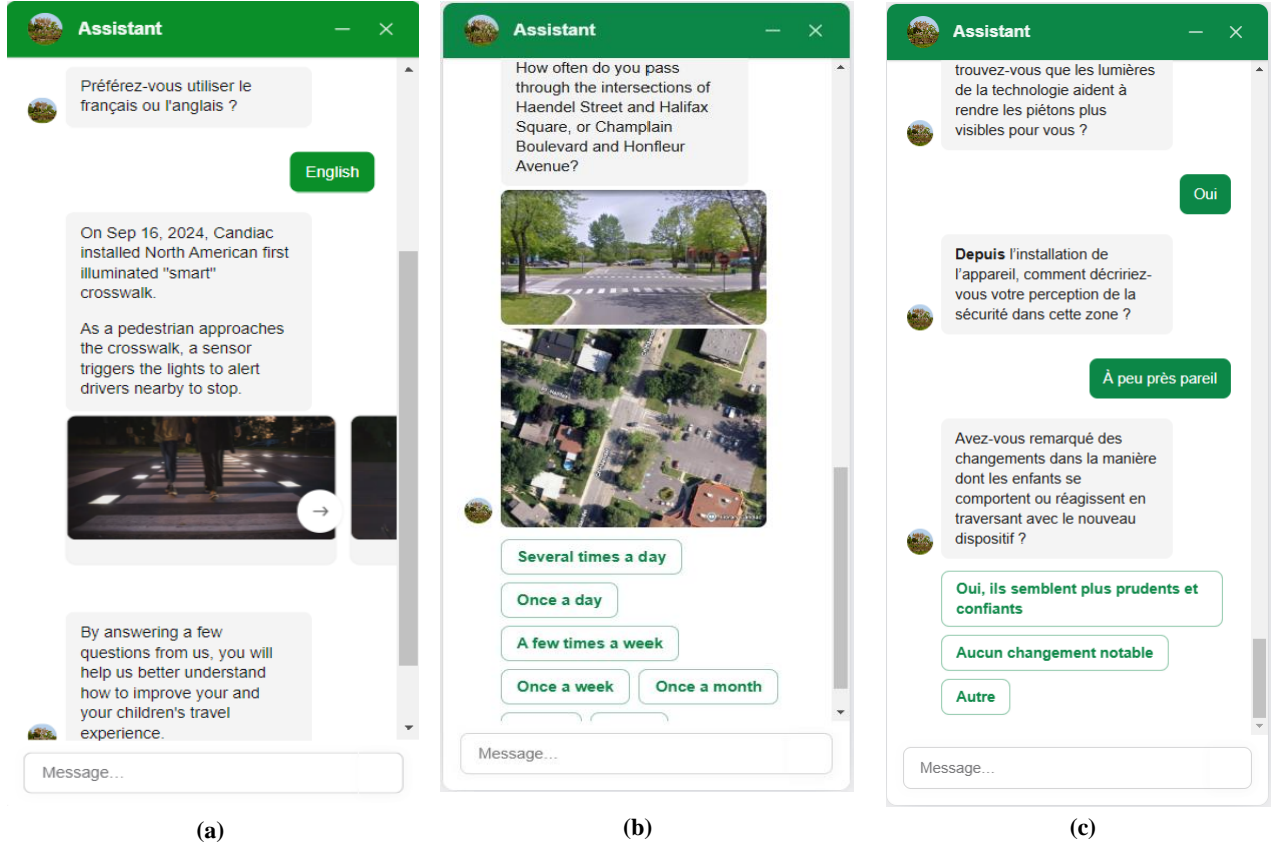 Assistant
Préférez-vous utiliser le
français ou l'anglais ?
English
On Sep 16, 2024, Candiac
installed North American first
illuminated "smart"
crosswalk.
As a pedestrian approaches
the crosswalk, a sensor
triggers the lights to alert
drivers nearby to stop.
By answering a few
questions from us, you will
help us better understand
how to improve your and
your children's travel
experience.
Message...
(a)
Assistant
How often do you pass
through the intersections of
Haendel Street and Halifax
Square, or Champlain
Boulevard and Honfleur
Avenue?
Several times a day
Once a day
A few times a week
Once a week
Once a month
Message...
(b)
Assistant
trouvez-vous que les lumières
de la technologie aident à
rendre les piétons plus
visibles pour vous ?
Oui
Depuis l'installation de
l'appareil, comment décririez-
vous votre perception de la
sécurité dans cette zone ?
À peu près pareil
Avez-vous remarqué des
changements dans la manière
dont les enfants se
comportent ou réagissent en
traversant avec le nouveau
dispositif ?
Oui, ils semblent plus prudents et
confiants
Aucun changement notable
Autre
Message...
(c)